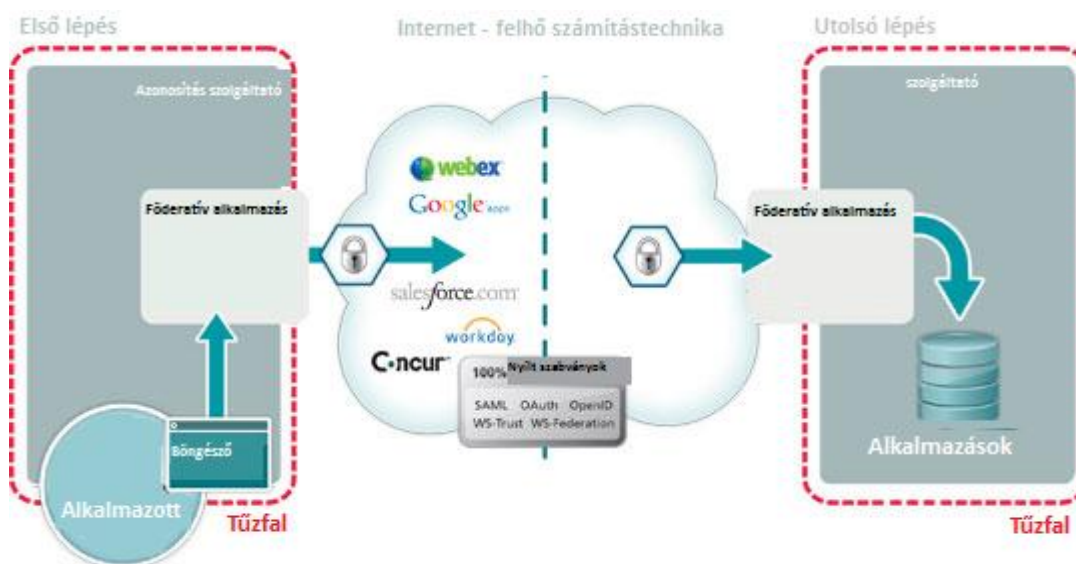 Első lépés
Internet - felhő számítástechnika
Utolsó lépés
Azonosítás szolgáltató
szolgáltató
webex
Google apps
Föderatív alkalmazás
Föderatív alkalmazás
salesforce.com
workday
Concur
100% Nyílt szabványok
SAML OAuth OpenID
WS-Trust WS-Federation
Böngésző
Alkalmazott
Tűzfal
Alkalmazások
Tűzfal